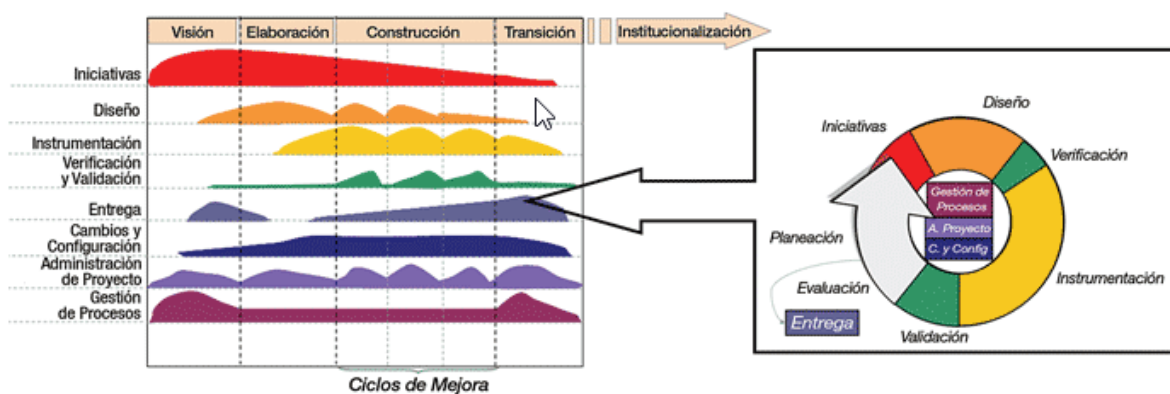 Visión
Elaboración
Construcción
Transición
Institucionalización
Iniciativas
Diseño
Instrumentación
Verificación
y Validación
Entrega
Cambios y
Configuración
Administración
de Proyecto
Gestión
de Procesos
Ciclos de Mejora
Diseño
Iniciativas
Verificación
Gestión de
Procesos
A. Proyecto
C. y Config
Planeación
Instrumentación
Evaluación
Entrega
Validación